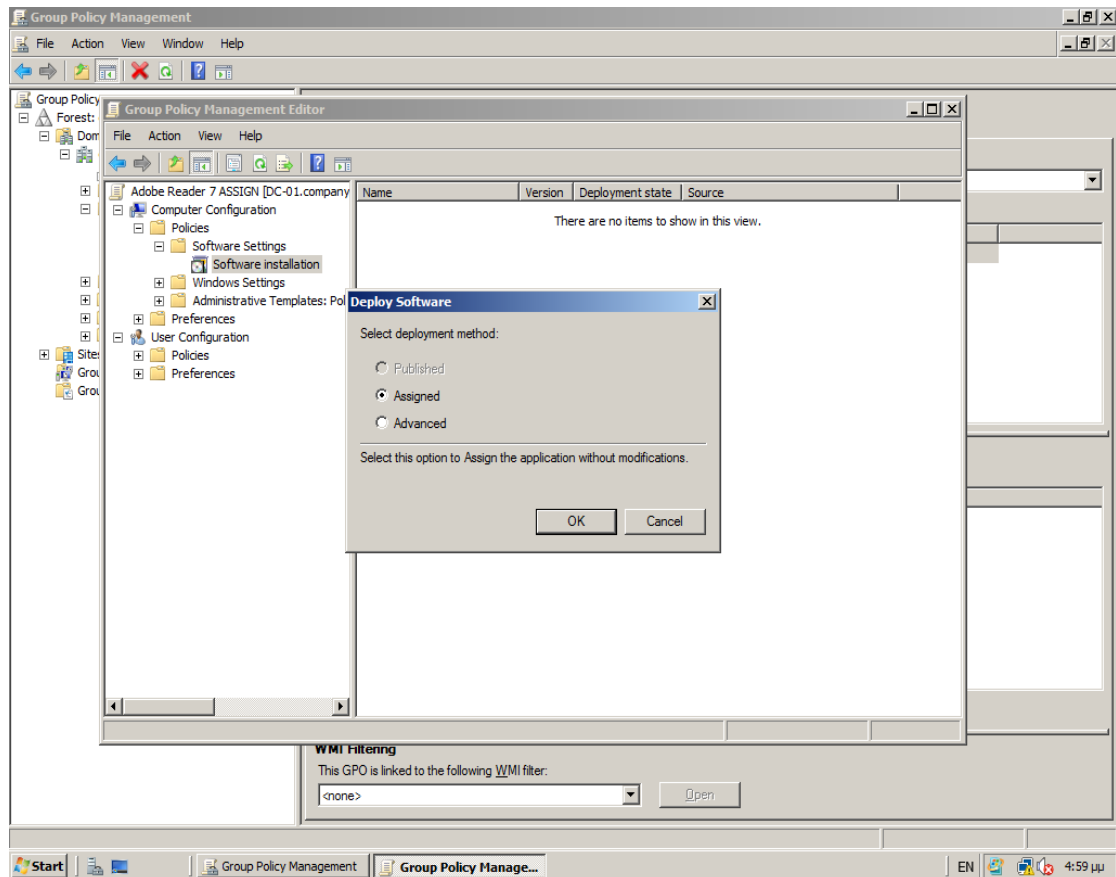 Group Policy Management
File Action View Window Help
Group Policy
Forest:
Dom
Sites
Grou
Grou
Group Policy Management Editor
File Action View Help
Adobe Reader 7 ASSIGN [DC-01.company
Computer Configuration
Policies
Software Settings
Software installation
Windows Settings
Administrative Templates: Pol
Preferences
User Configuration
Policies
Preferences
Name Version Deployment state Source
There are no items to show in this view.
Deploy Software
Select deployment method:
Published
Assigned
Advanced
Select this option to Assign the application without modifications.
OK Cancel
WMI Filtering
This GPO is linked to the following WMI filter:
<none> Open
Start Group Policy Management Group Policy Manage... EN 4:59 μμ